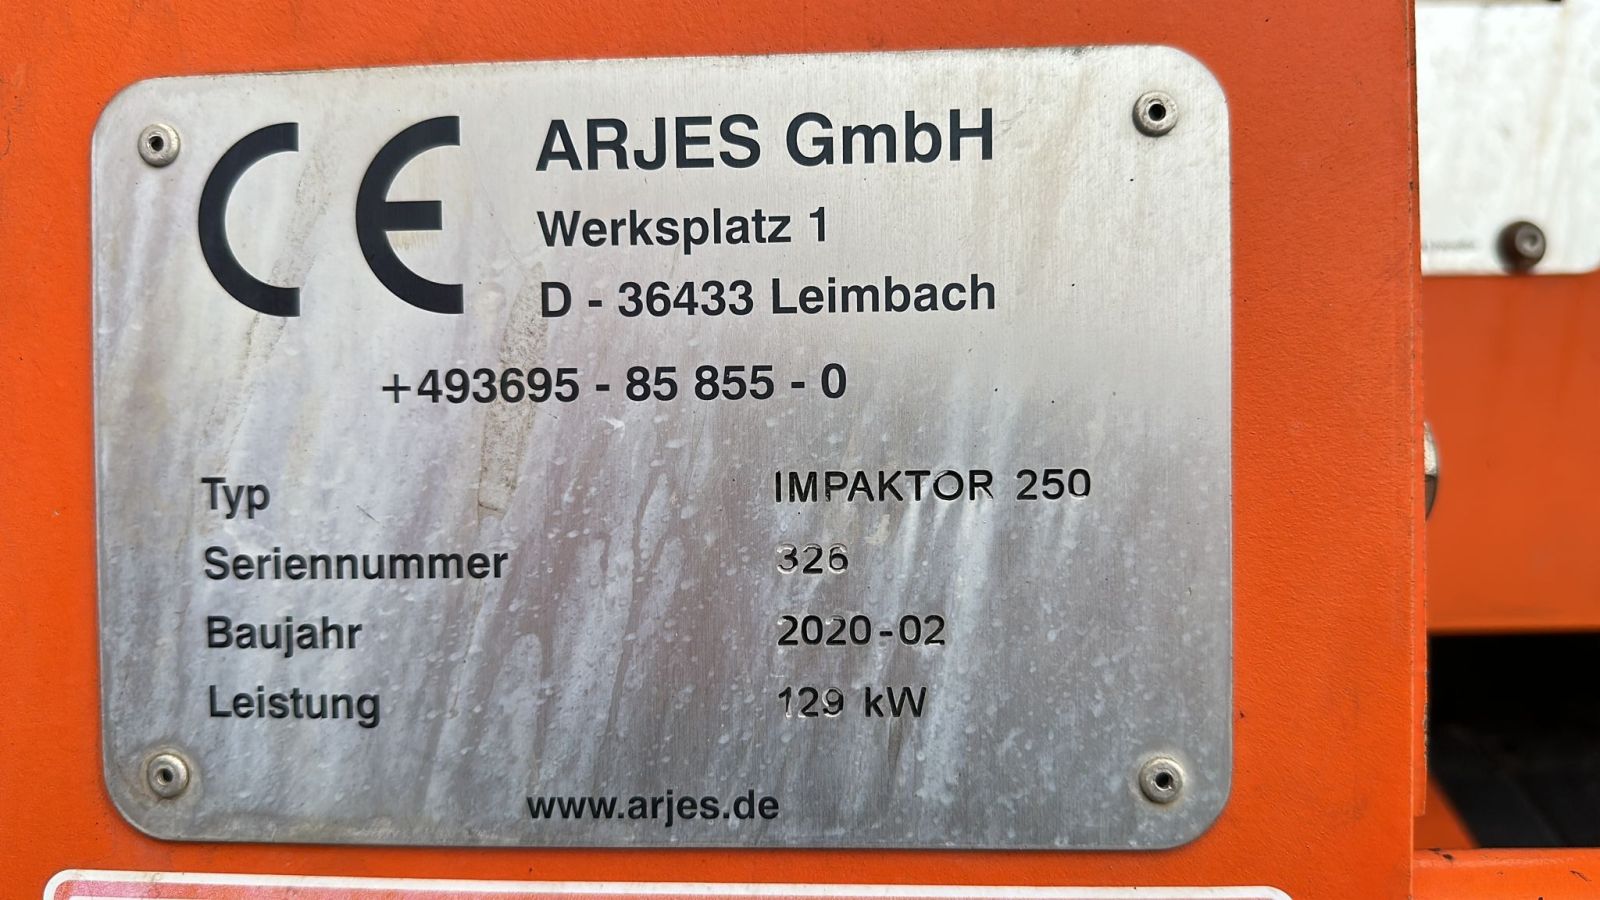 CE
ARJES GmbH
Werksplatz 1
D - 36433 Leimbach
+493695 - 85 855 - 0
Typ IMPAKTOR 250
Seriennummer 326
Baujahr 2020-02
Leistung 129 kW
www.arjes.de